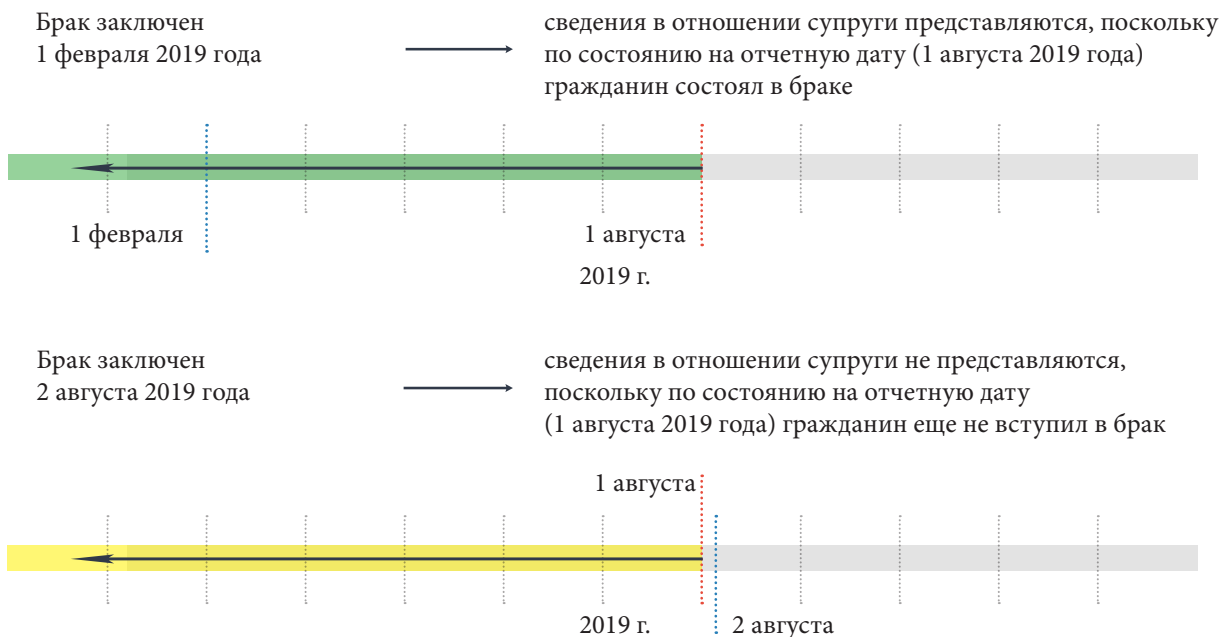 Брак заключен
1 февраля 2019 года
сведения в отношении супруги представляются, поскольку
по состоянию на отчетную дату (1 августа 2019 года)
гражданин состоял в браке
1 февраля
1 августа
2019 г.
Брак заключен
2 августа 2019 года
сведения в отношении супруги не представляются,
поскольку по состоянию на отчетную дату
(1 августа 2019 года) гражданин еще не вступил в брак
1 августа
2019 г.
2 августа